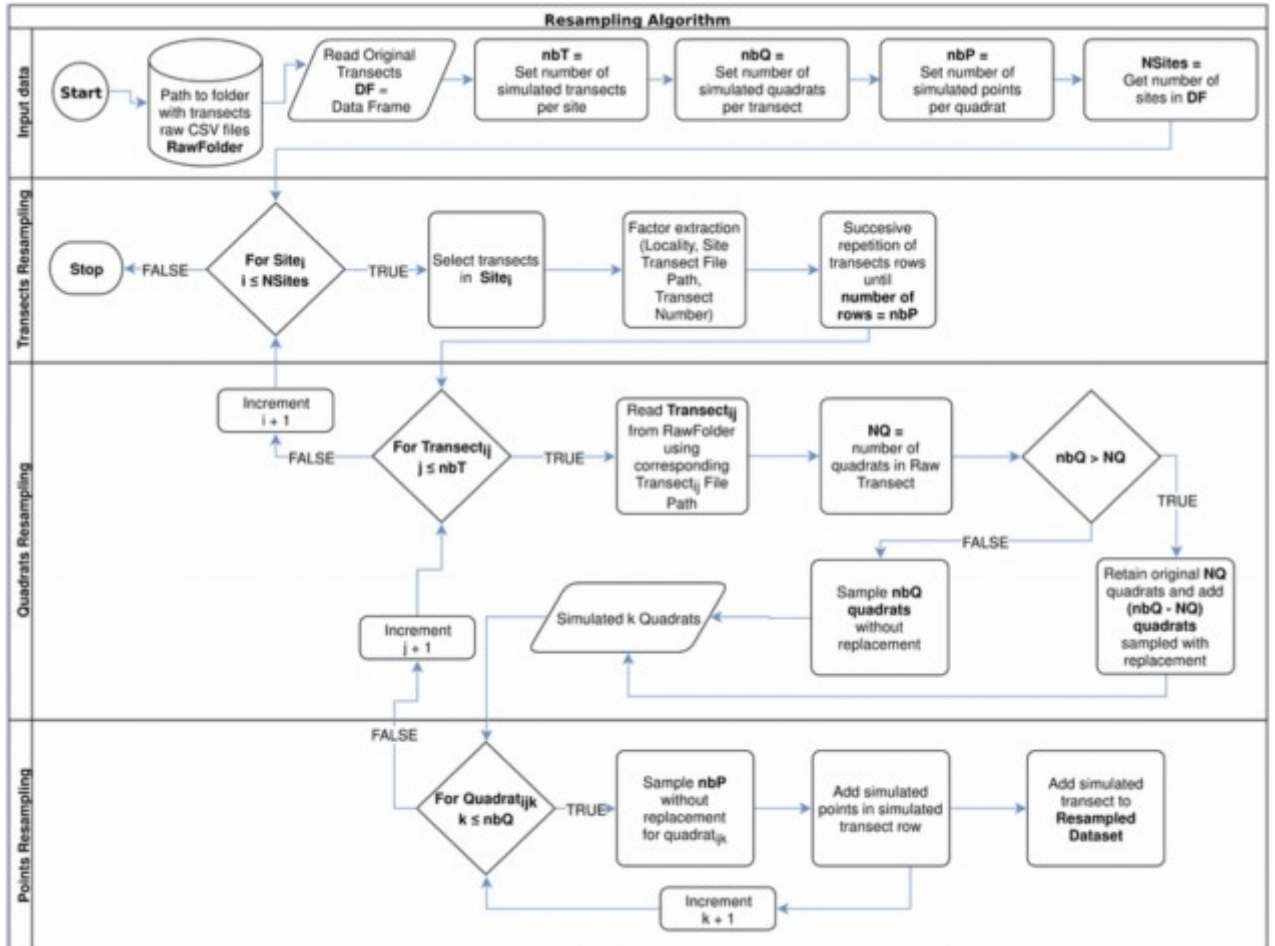 Resampling Algorithm
Input data
Start
Path to folder
with transects
raw CSV files
RawFolder
Read Original
Transects
DF =
Data Frame
nbT =
Set number of
simulated transects
per site
nbQ =
Set number of
simulated quadrats
per transect
nbP =
Set number of
simulated points
per quadrat
NSites =
Get number of
sites in DF
Transects Resampling
Stop
FALSE
For Siteᵢ
i ≤ NSites
TRUE
Select transects
in Siteᵢ
Factor extraction
(Locality, Site
Transect File
Path,
Transect
Number)
Succesive
repetition of
transects rows
until
number of
rows = nbP
Quadrats Resampling
Increment
i + 1
FALSE
For Transectᵢⱼ
j ≤ nbT
TRUE
Read Transectᵢⱼ
from RawFolder
using
corresponding
Transectᵢⱼ File
Path
NQ =
number of
quadrats in Raw
Transect
nbQ > NQ
TRUE
FALSE
Increment
j + 1
Simulated k Quadrats
Sample nbQ
quadrats
without
replacement
Retain original NQ
quadrats and add
(nbQ - NQ)
quadrats
sampled with
replacement
Points Resampling
FALSE
For Quadratᵢⱼₖ
k ≤ nbQ
TRUE
Sample nbP
without
replacement
for quadratᵢⱼₖ
Add simulated
points in simulated
transect row
Add simulated
transect to
Resampled
Dataset
Increment
k + 1